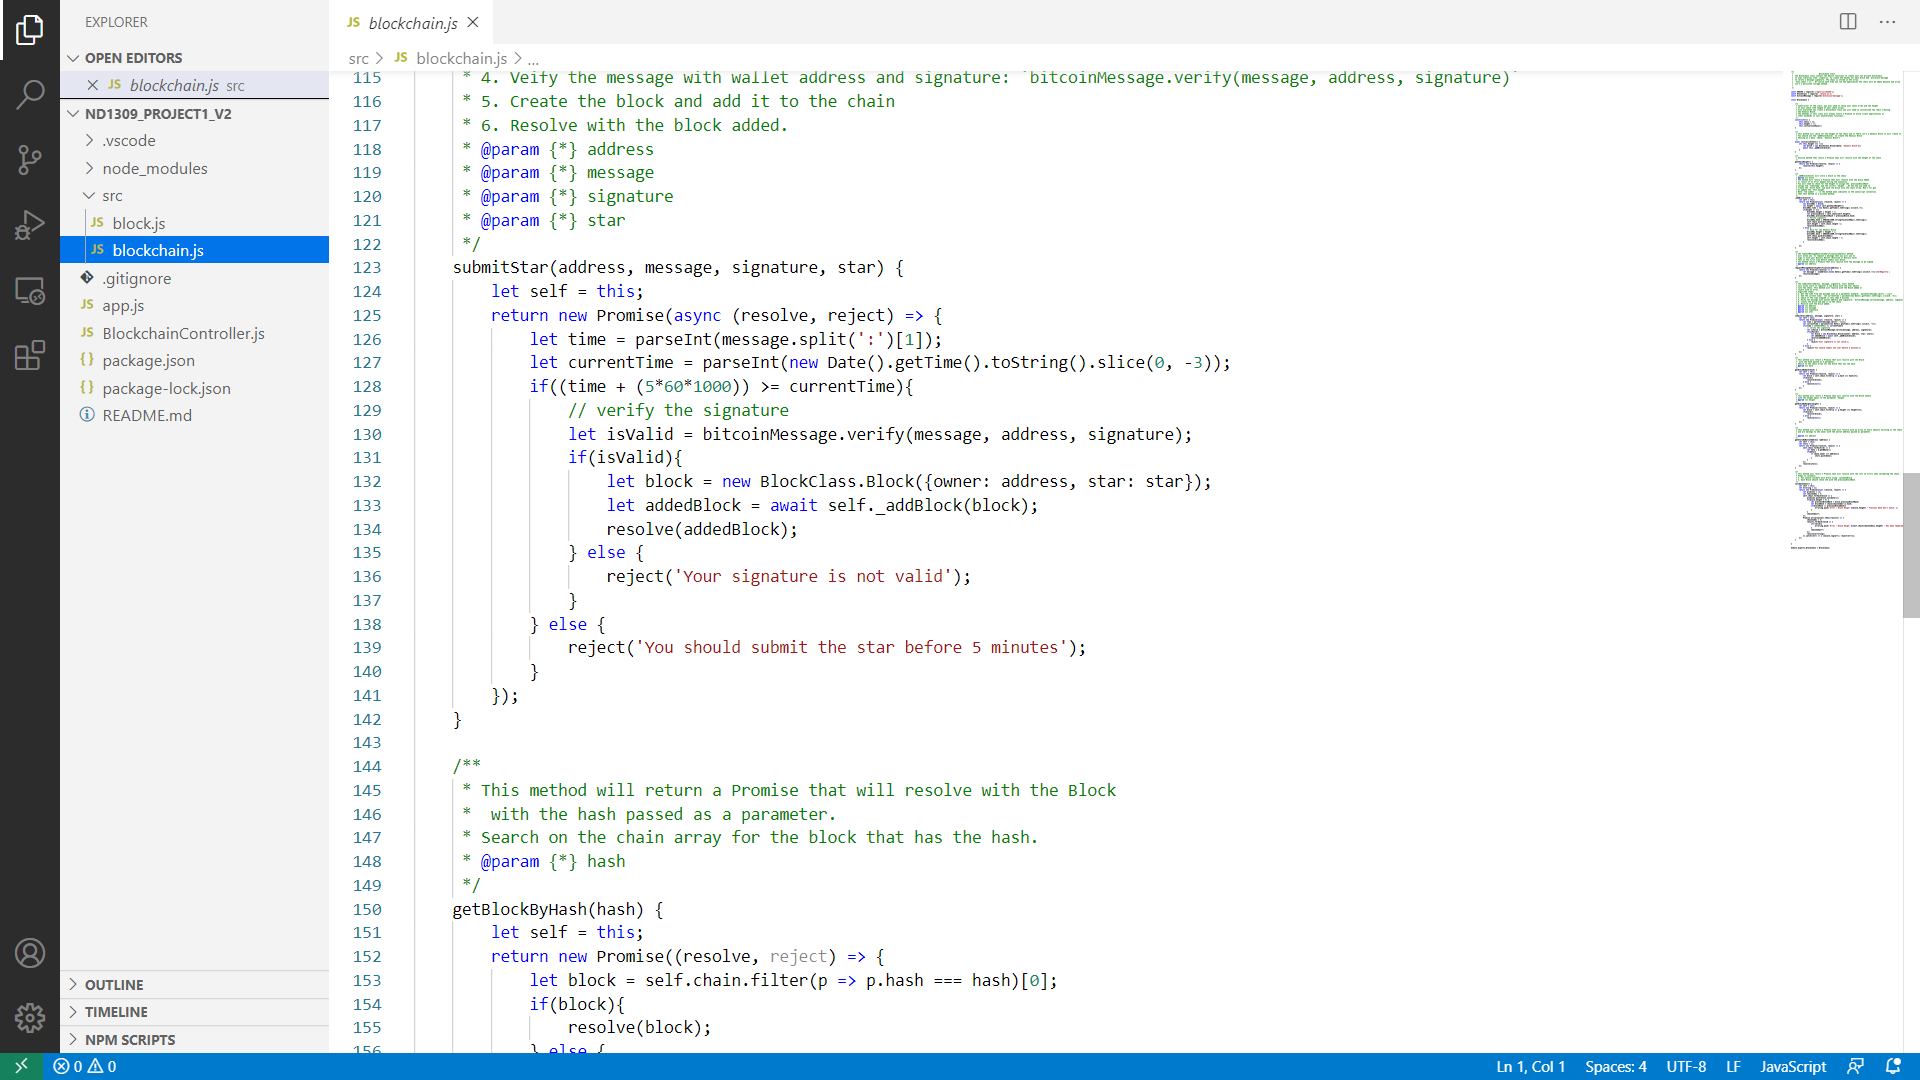 EXPLORER
OPEN EDITORS
JS blockchain.js src
ND1309_PROJECT1_V2
.vscode
node_modules
src
JS block.js
JS blockchain.js
.gitignore
JS app.js
JS BlockchainController.js
{} package.json
{} package-lock.json
README.md
OUTLINE
TIMELINE
NPM SCRIPTS
JS blockchain.js
src > JS blockchain.js > ...
115 * 4. Veify the message with wallet address and signature: `bitcoinMessage.verify(message, address, signature)`
116 * 5. Create the block and add it to the chain
117 * 6. Resolve with the block added.
118 * @param {*} address
119 * @param {*} message
120 * @param {*} signature
121 * @param {*} star
122 */
123 submitStar(address, message, signature, star) {
124 let self = this;
125 return new Promise(async (resolve, reject) => {
126 let time = parseInt(message.split(':')[1]);
127 let currentTime = parseInt(new Date().getTime().toString().slice(0, -3));
128 if((time + (5*60*1000)) >= currentTime){
129 // verify the signature
130 let isValid = bitcoinMessage.verify(message, address, signature);
131 if(isValid){
132 let block = new BlockClass.Block({owner: address, star: star});
133 let addedBlock = await self._addBlock(block);
134 resolve(addedBlock);
135 } else {
136 reject('Your signature is not valid');
137 }
138 } else {
139 reject('You should submit the star before 5 minutes');
140 }
141 });
142 }
143
144 /**
145 * This method will return a Promise that will resolve with the Block
146 *  with the hash passed as a parameter.
147 * Search on the chain array for the block that has the hash.
148 * @param {*} hash
149 */
150 getBlockByHash(hash) {
151 let self = this;
152 return new Promise((resolve, reject) => {
153 let block = self.chain.filter(p => p.hash === hash)[0];
154 if(block){
155 resolve(block);
156 } else {
0 0
Ln 1, Col 1 Spaces: 4 UTF-8 LF JavaScript